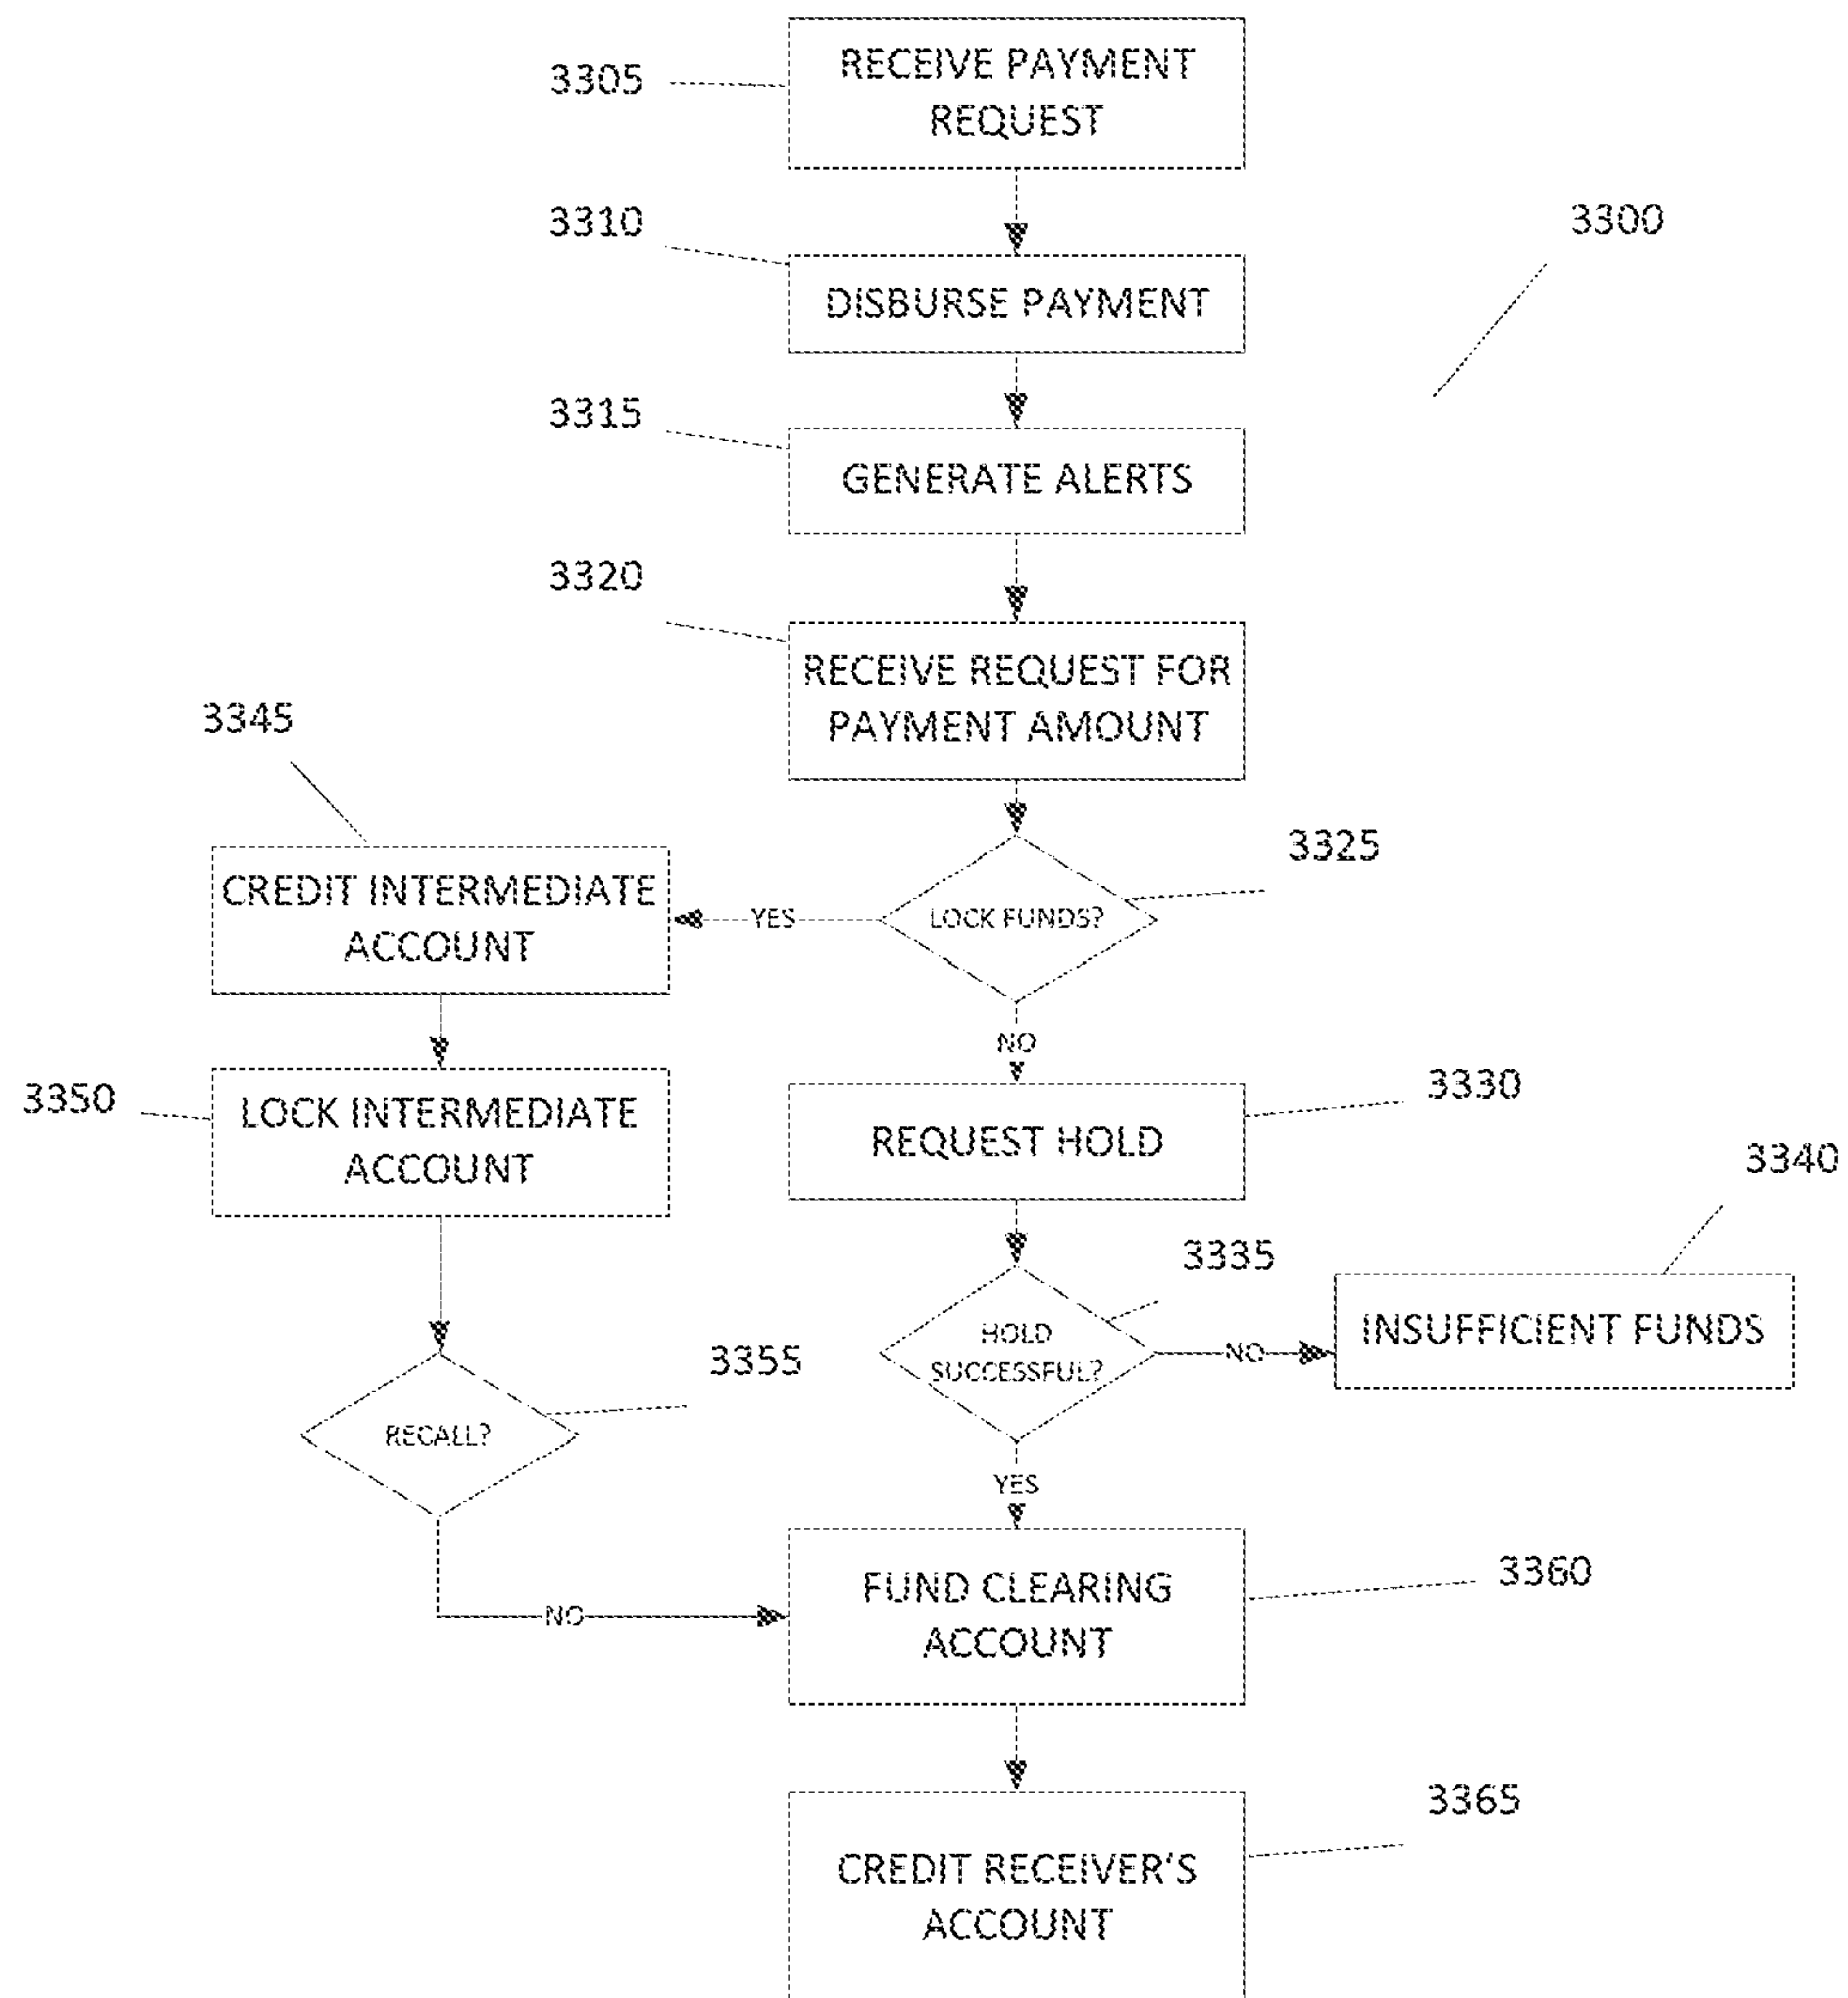 3305
RECEIVE PAYMENT
REQUEST
3310
3300
DISBURSE PAYMENT
3315
GENERATE ALERTS
3320
RECEIVE REQUEST FOR
PAYMENT AMOUNT
3345
3325
CREDIT INTERMEDIATE
ACCOUNT
YES
LOCK FUNDS?
NO
3350
LOCK INTERMEDIATE
ACCOUNT
3330
REQUEST HOLD
3340
3335
HOLD
SUCCESSFUL?
NO
INSUFFICIENT FUNDS
3355
RECALL?
YES
NO
3360
FUND CLEARING
ACCOUNT
3365
CREDIT RECEIVER'S
ACCOUNT